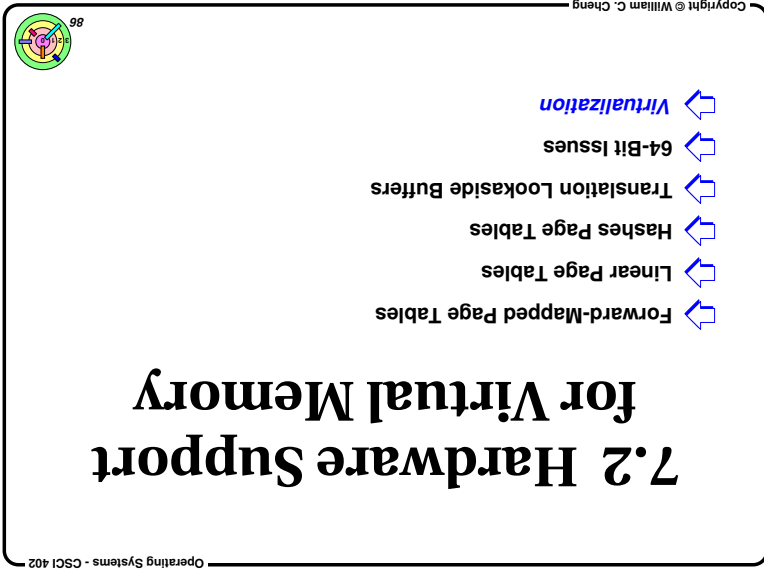 Operating Systems - CSCI 402
7.2 Hardware Support
for Virtual Memory
Forward-Mapped Page Tables
Linear Page Tables
Hashes Page Tables
Translation Lookaside Buffers
64-Bit Issues
Virtualization
86
Copyright © William C. Cheng